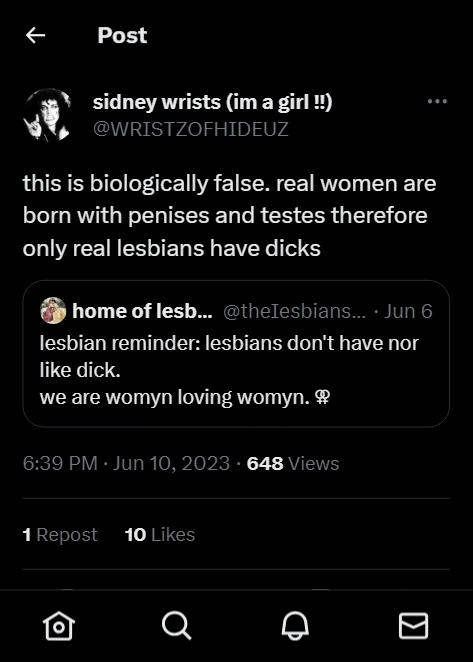 Post
sidney wrists (im a girl !!)
@WRISTZOFHIDEUZ
this is biologically false. real women are
born with penises and testes therefore
only real lesbians have dicks
home of lesb... @theIesbians... · Jun 6
lesbian reminder: lesbians don't have nor
like dick.
we are womyn loving womyn. ⚢
6:39 PM · Jun 10, 2023 · 648 Views
1 Repost 10 Likes